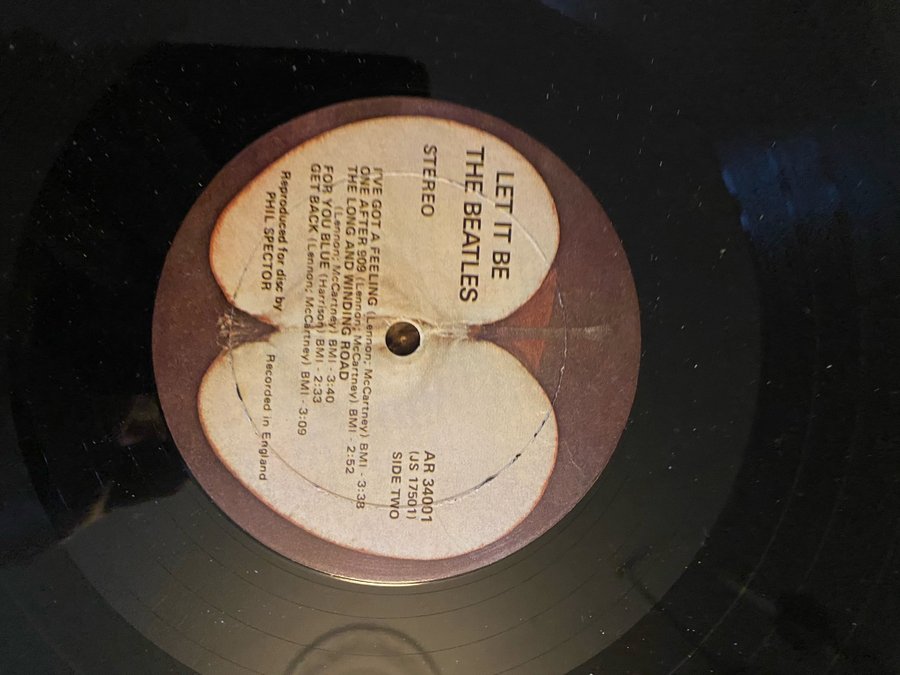 LET IT BE
THE BEATLES
STEREO
AR 34001
(JS 17501)
SIDE TWO
I'VE GOT A FEELING (Lennon; McCartney) BMI - 3:38
ONE AFTER 909 (Lennon; McCartney) BMI - 2:52
THE LONG AND WINDING ROAD
(Lennon; McCartney) BMI - 3:40
FOR YOU BLUE (Harrison) BMI - 2:33
GET BACK (Lennon; McCartney) BMI - 3:09
Reproduced for disc by
PHIL SPECTOR
Recorded in England